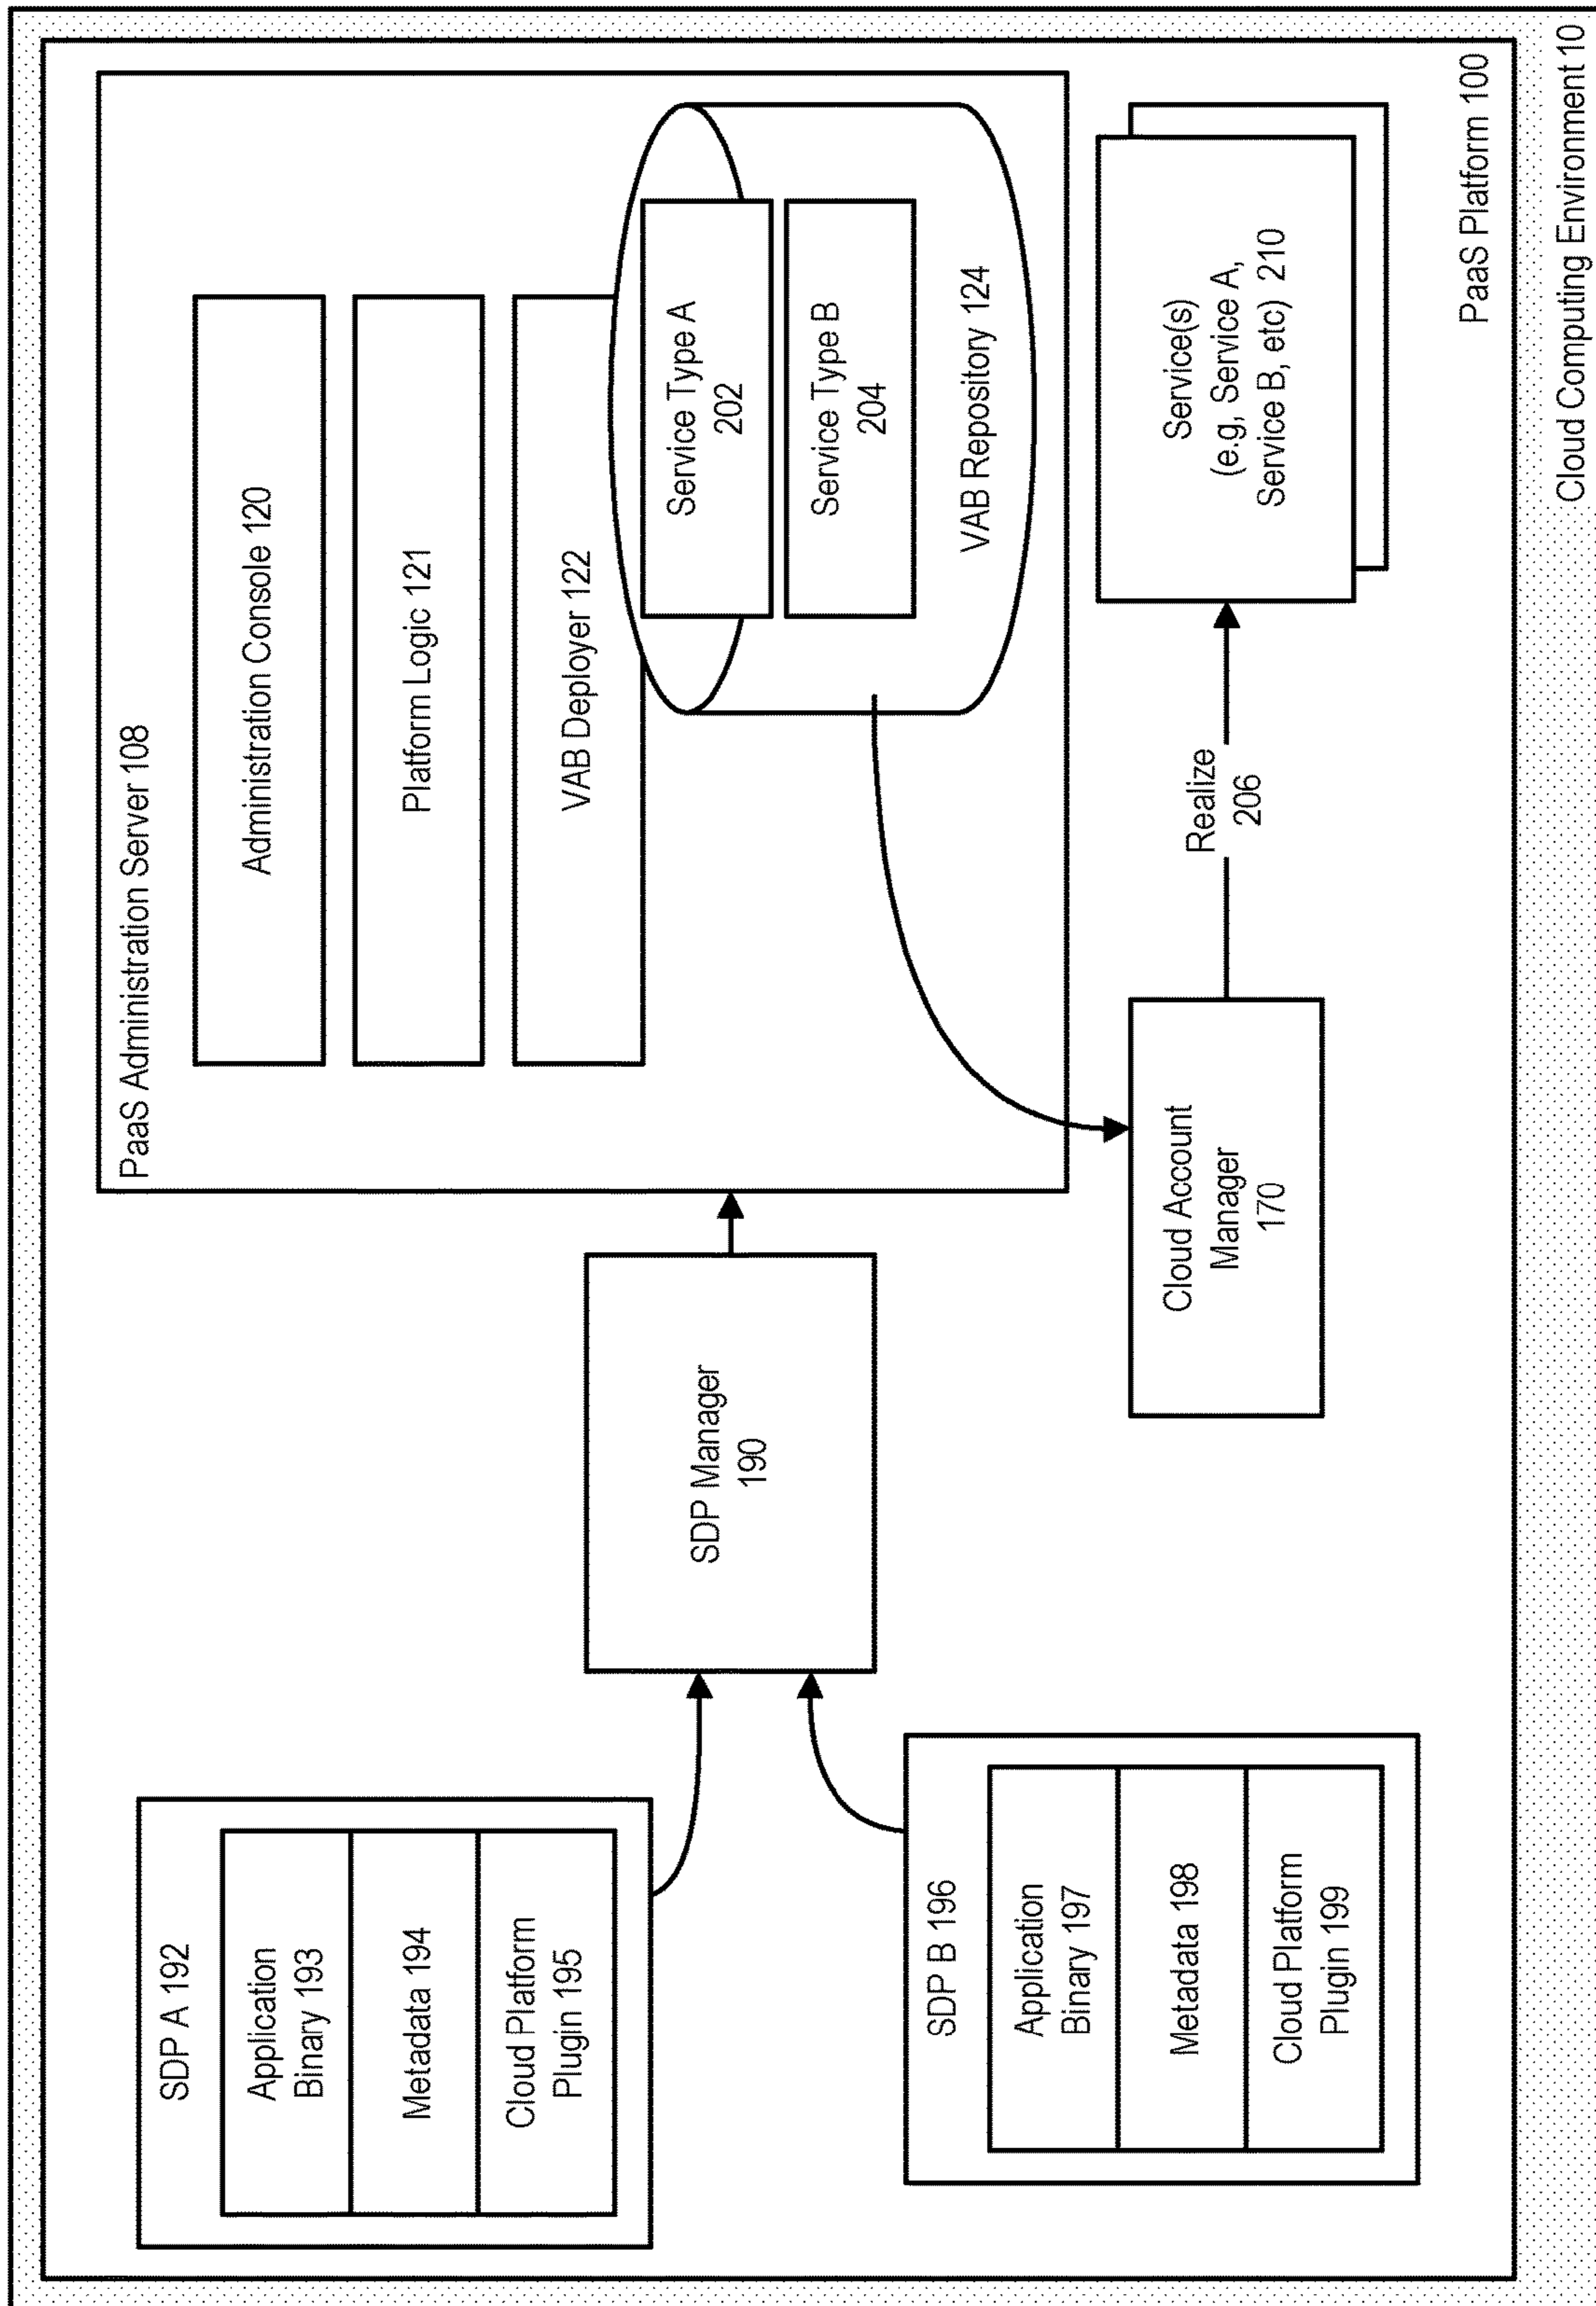 SDP A 192
Application
Binary 193
Metadata 194
Cloud Platform
Plugin 195
SDP B 196
Application
Binary 197
Metadata 198
Cloud Platform
Plugin 199
SDP Manager
190
PaaS Administration Server 108
Administration Console 120
Platform Logic 121
VAB Deployer 122
Service Type A
202
Service Type B
204
VAB Repository 124
Cloud Account
Manager
170
Realize
206
Service(s)
(e.g, Service A,
Service B, etc) 210
PaaS Platform 100
Cloud Computing Environment 10